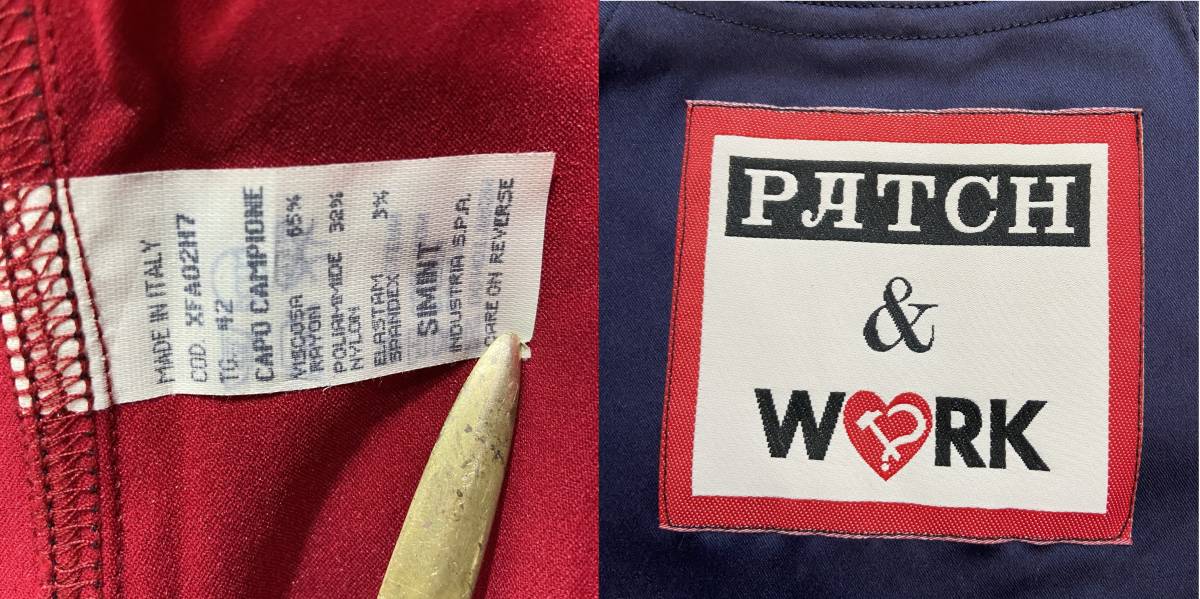 MADE IN ITALY
COD. XFA02H7
TG. 42
CAPO CAMPIONE
VISCOSA 65%
RAYON
POLIAMMIDE 32%
NYLON
ELASTAM 3%
SPANDEX
SIMINT
INDUSTRIA S.P.A.
CARE ON REVERSE
PATCH
&
WORK